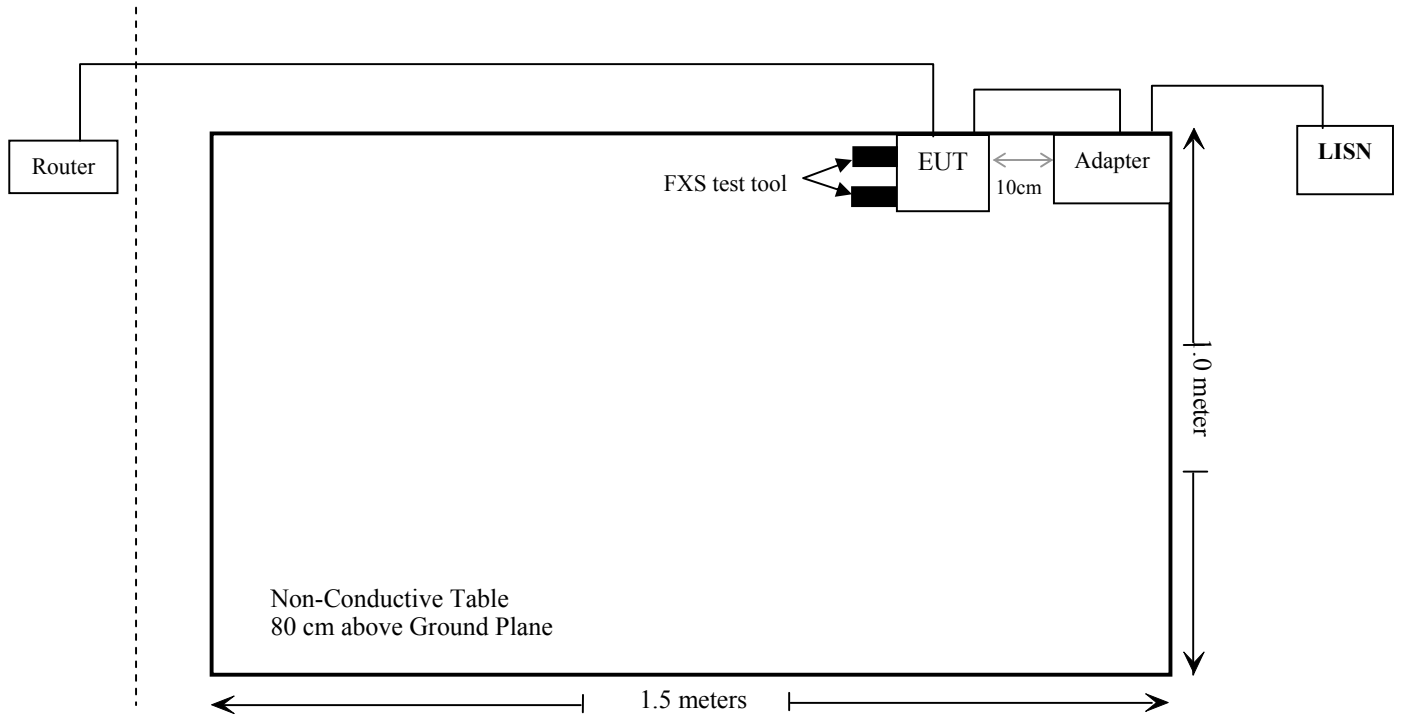 Router
FXS test tool
EUT
10cm
Adapter
LISN
1.0 meter
Non-Conductive Table
80 cm above Ground Plane
1.5 meters